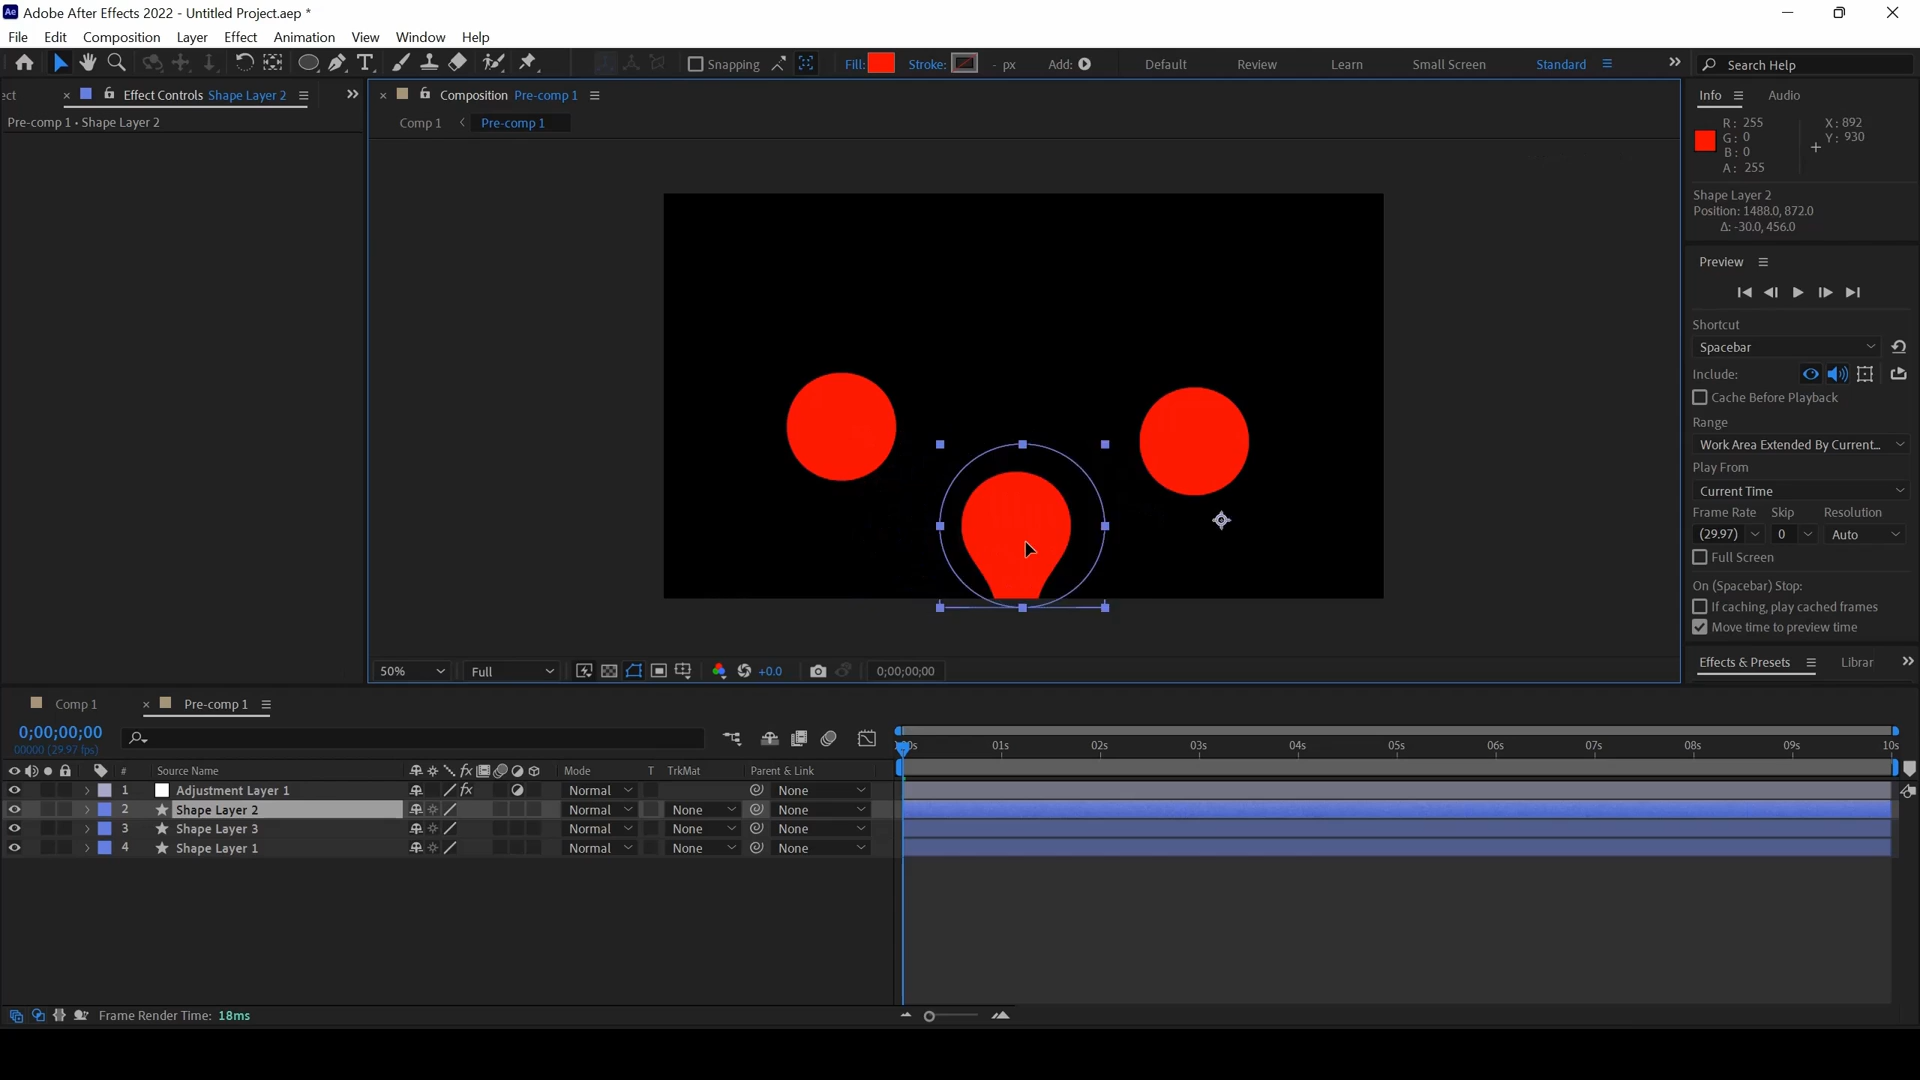 Ae Adobe After Effects 2022 - Untitled Project.aep *
File Edit Composition Layer Effect Animation View Window Help
T Snapping Fill: Stroke: - px Add: Default Review Learn Small Screen Standard Search Help
ect Effect Controls Shape Layer 2 Composition Pre-comp 1 Info Audio
Pre-comp 1 • Shape Layer 2
Comp 1 Pre-comp 1
R: 255 X: 892
G: 0 Y: 930
B: 0
A: 255
Shape Layer 2
Position: 1488.0, 872.0
Δ: -30.0, 456.0
Preview
Shortcut
Spacebar
Include:
Cache Before Playback
Range
Work Area Extended By Current...
Play From
Current Time
Frame Rate Skip Resolution
(29.97) 0 Auto
Full Screen
On (Spacebar) Stop:
If caching, play cached frames
Move time to preview time
Effects & Presets Librar
50% Full +0.0 0;00;00;00
Comp 1 Pre-comp 1
0;00;00;00
00000 (29.97 fps)
01s 02s 03s 04s 05s 06s 07s 08s 09s 10s
# Source Name fx Mode T TrkMat Parent & Link
1 Adjustment Layer 1 fx Normal None
2 Shape Layer 2 Normal None None
3 Shape Layer 3 Normal None None
4 Shape Layer 1 Normal None None
Frame Render Time: 18ms